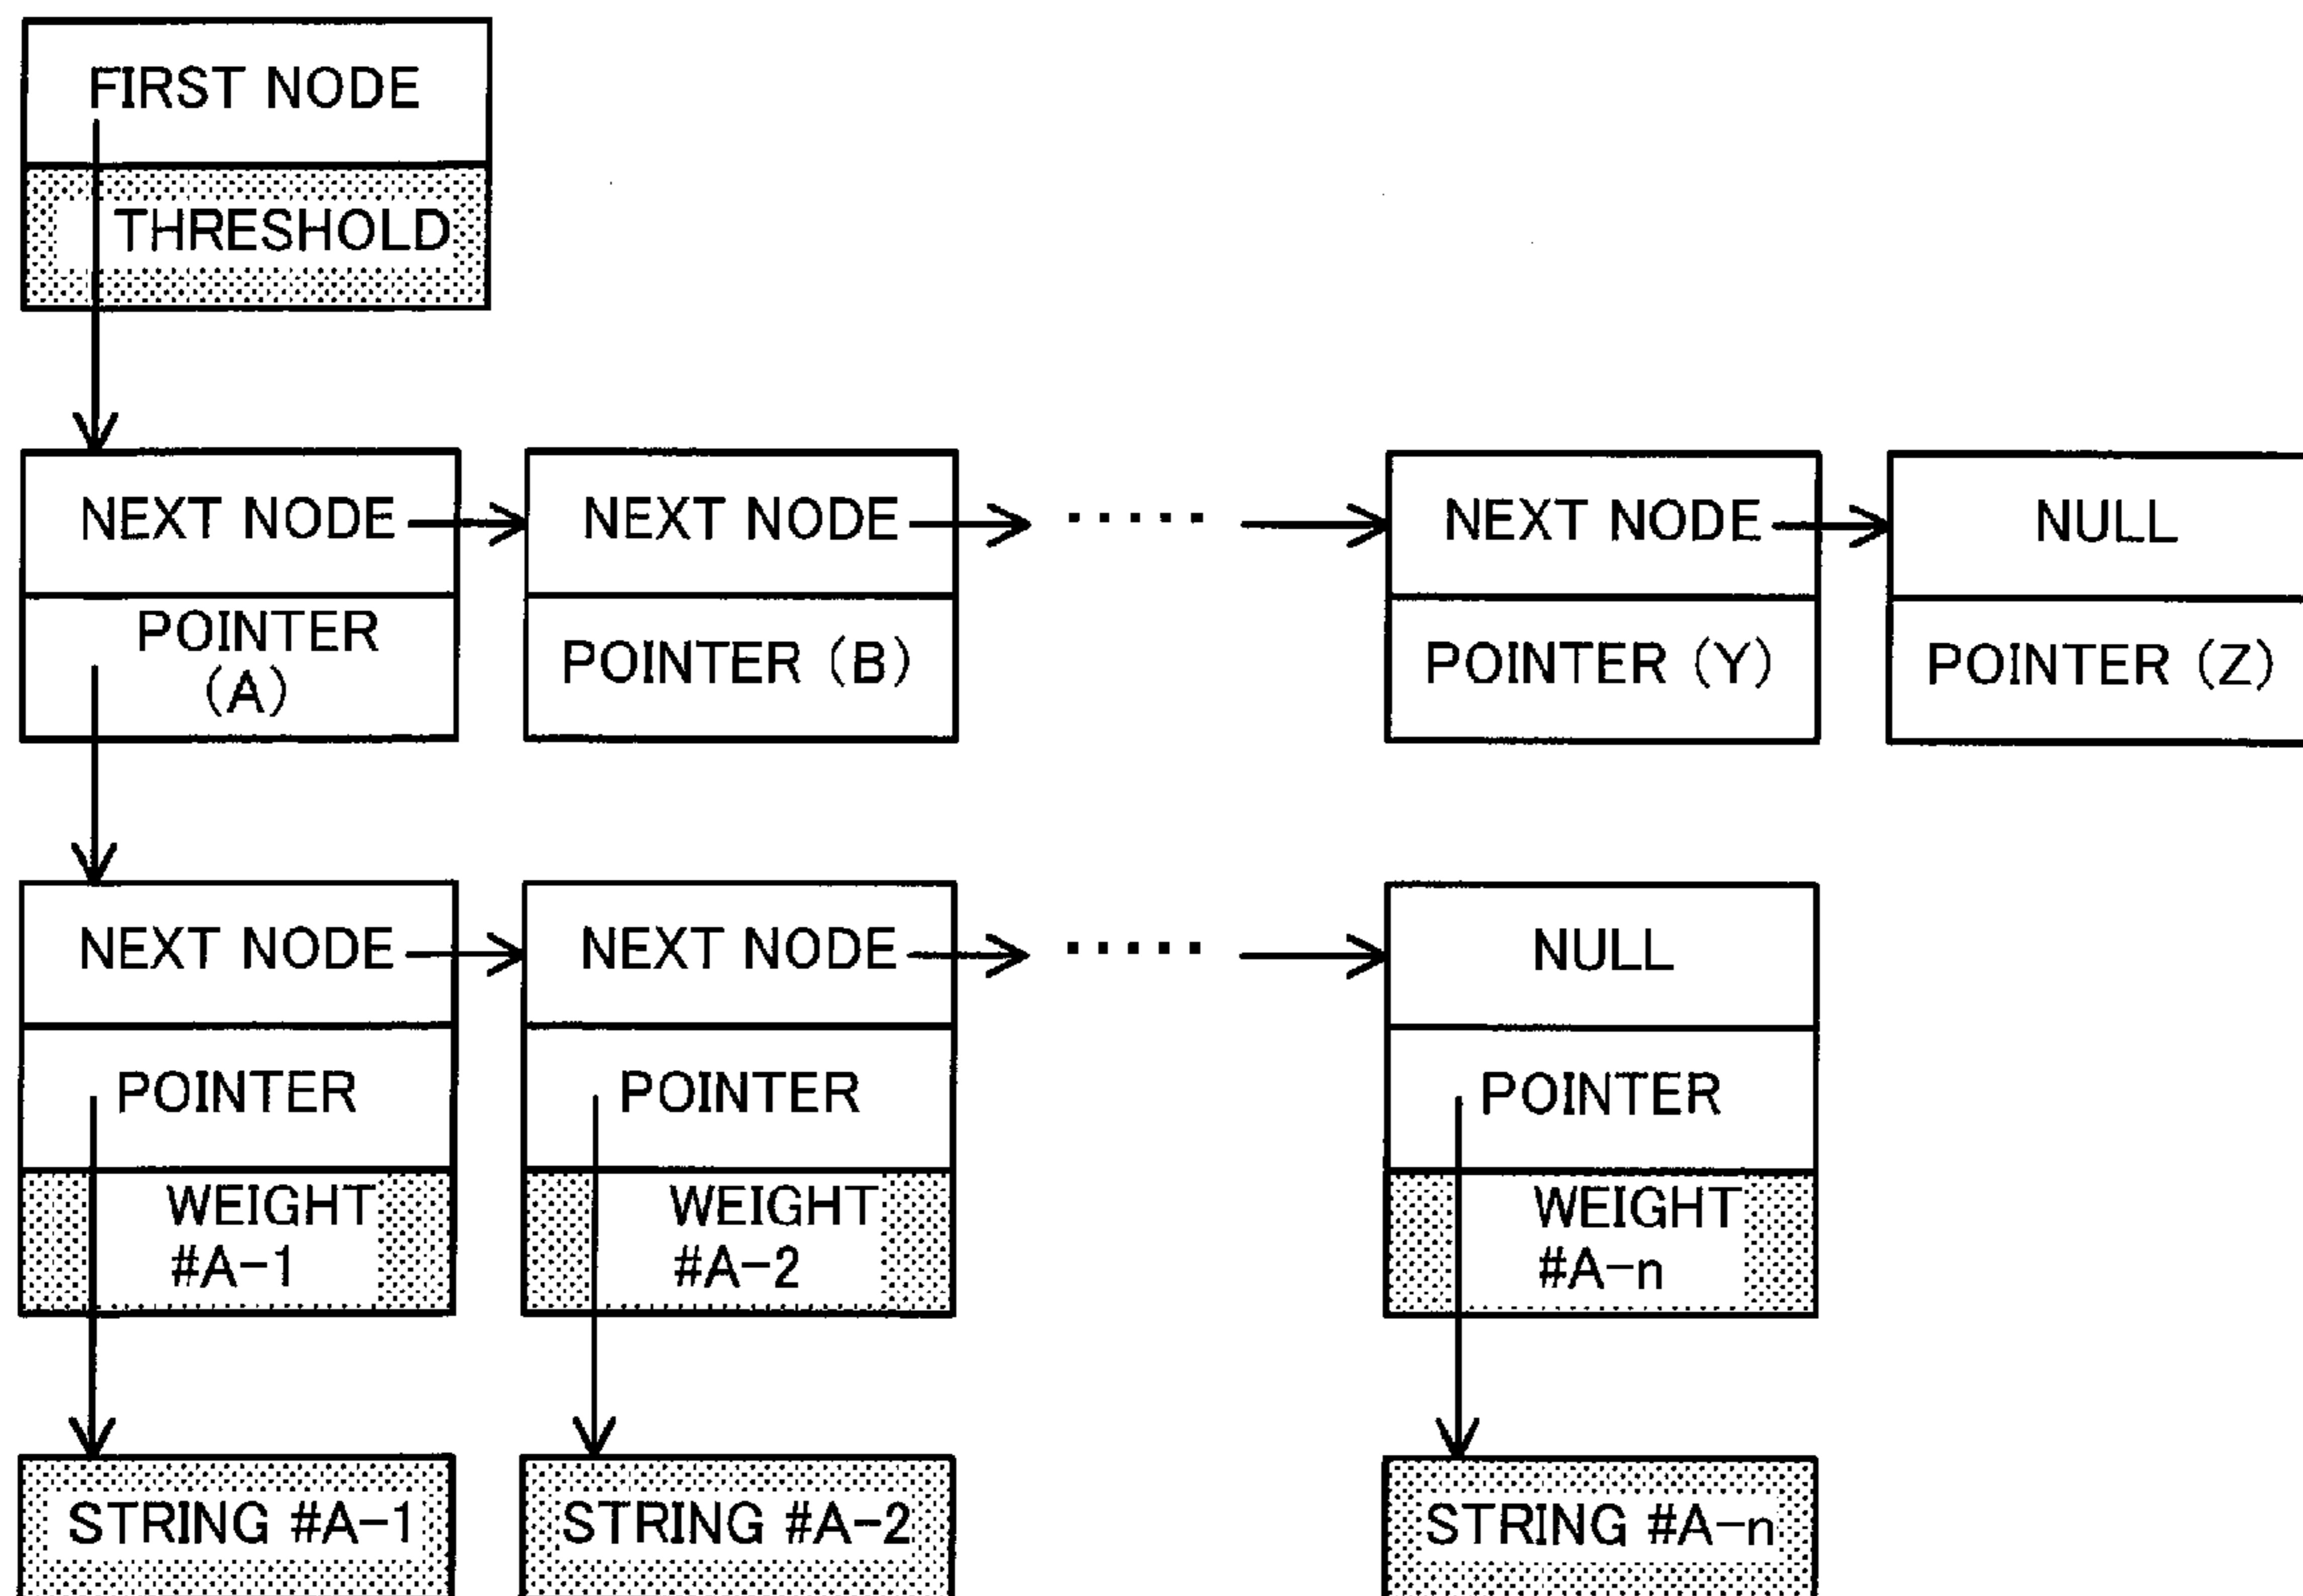 FIRST NODE
THRESHOLD
NEXT NODE
NEXT NODE
.....
NEXT NODE
NULL
POINTER
(A)
POINTER (B)
POINTER (Y)
POINTER (Z)
NEXT NODE
NEXT NODE
.....
NULL
POINTER
POINTER
POINTER
WEIGHT
#A-1
WEIGHT
#A-2
WEIGHT
#A-n
STRING #A-1
STRING #A-2
STRING #A-n